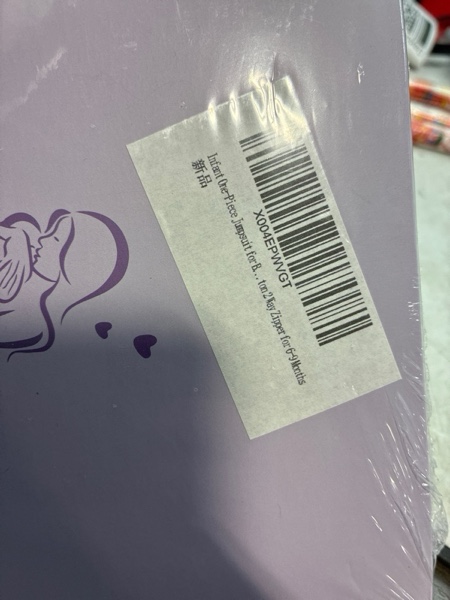 X004EPWVGT
Infant One-Piece Jumpsuit for B...ton 2 Way Zipper for 6-9 Months
新品